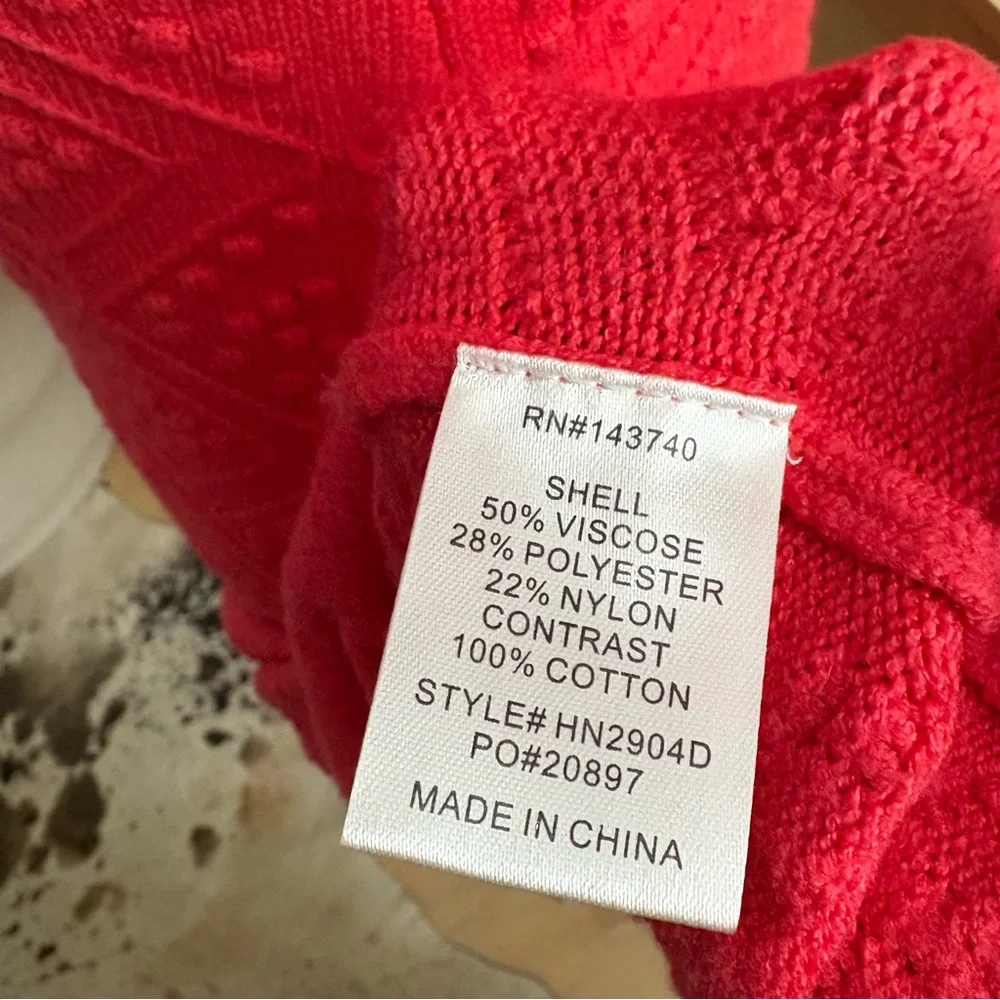 RN#143740
SHELL
50% VISCOSE
28% POLYESTER
22% NYLON
CONTRAST
100% COTTON
STYLE# HN2904D
PO#20897
MADE IN CHINA